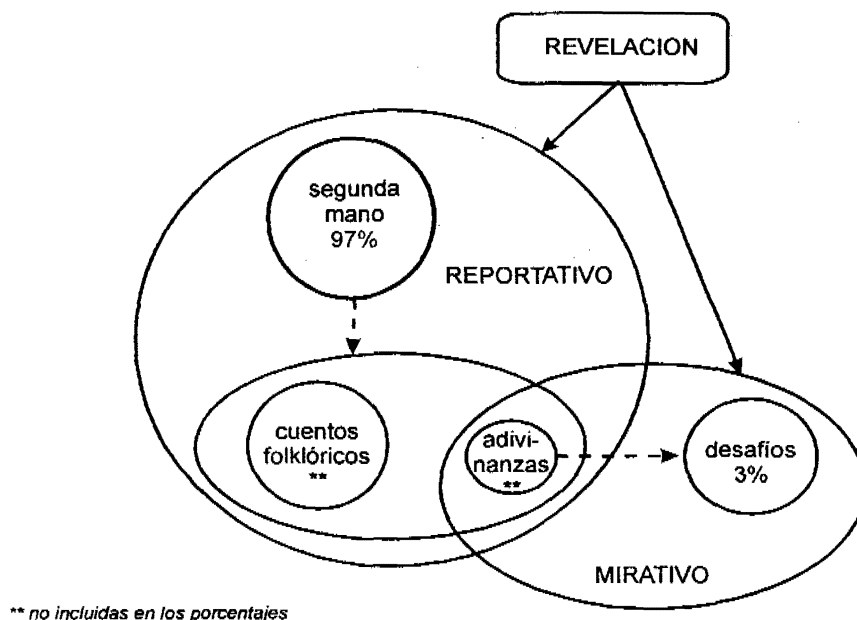 REVELACION
segunda
mano
97%
REPORTATIVO
cuentos
folklóricos
**
adivi-
nanzas
**
desafíos
3%
MIRATIVO
** no incluidas en los porcentajes